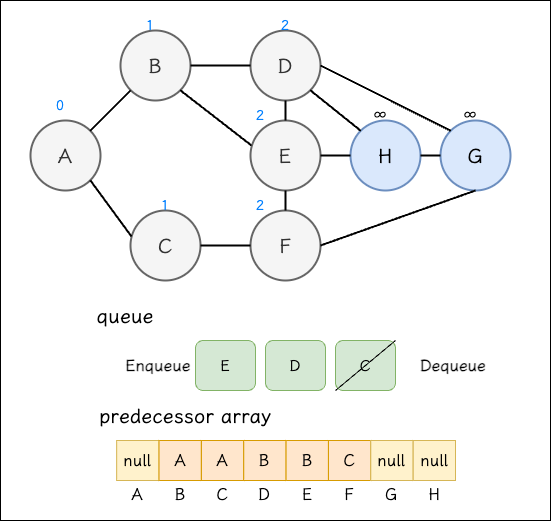 1
2
B
D
0
2
∞
∞
A
E
H
G
1
2
C
F
queue
Enqueue E D C Dequeue
predecessor array
null A A B B C null null
A B C D E F G H